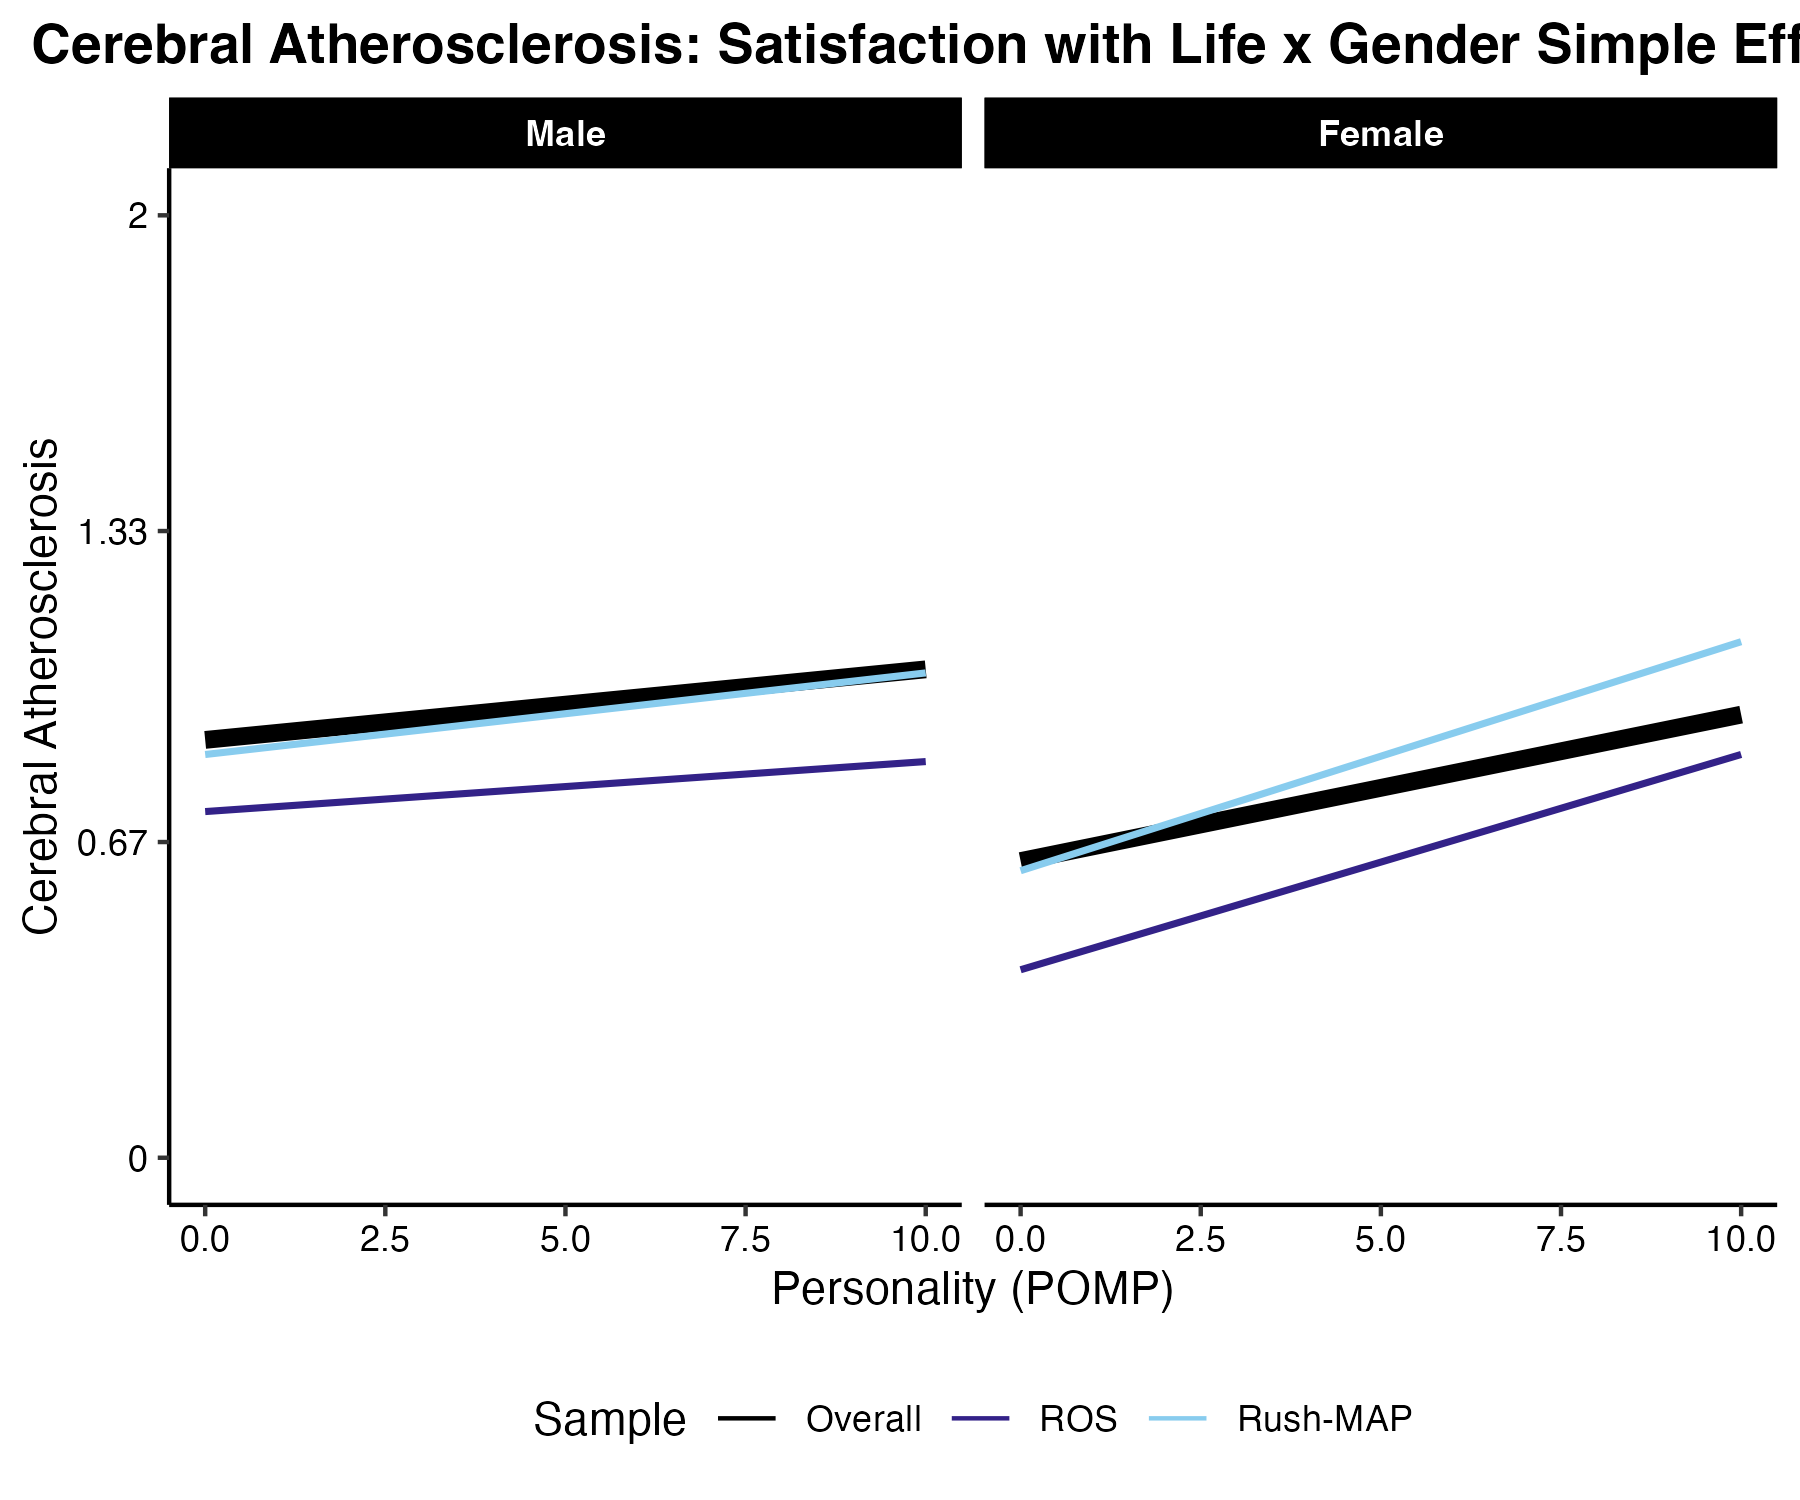 Cerebral Atherosclerosis: Satisfaction with Life x Gender Simple Eff
Male
Female
Cerebral Atherosclerosis
2
1.33
0.67
0
0.0 2.5 5.0 7.5 10.0
0.0 2.5 5.0 7.5 10.0
Personality (POMP)
Sample Overall ROS Rush-MAP